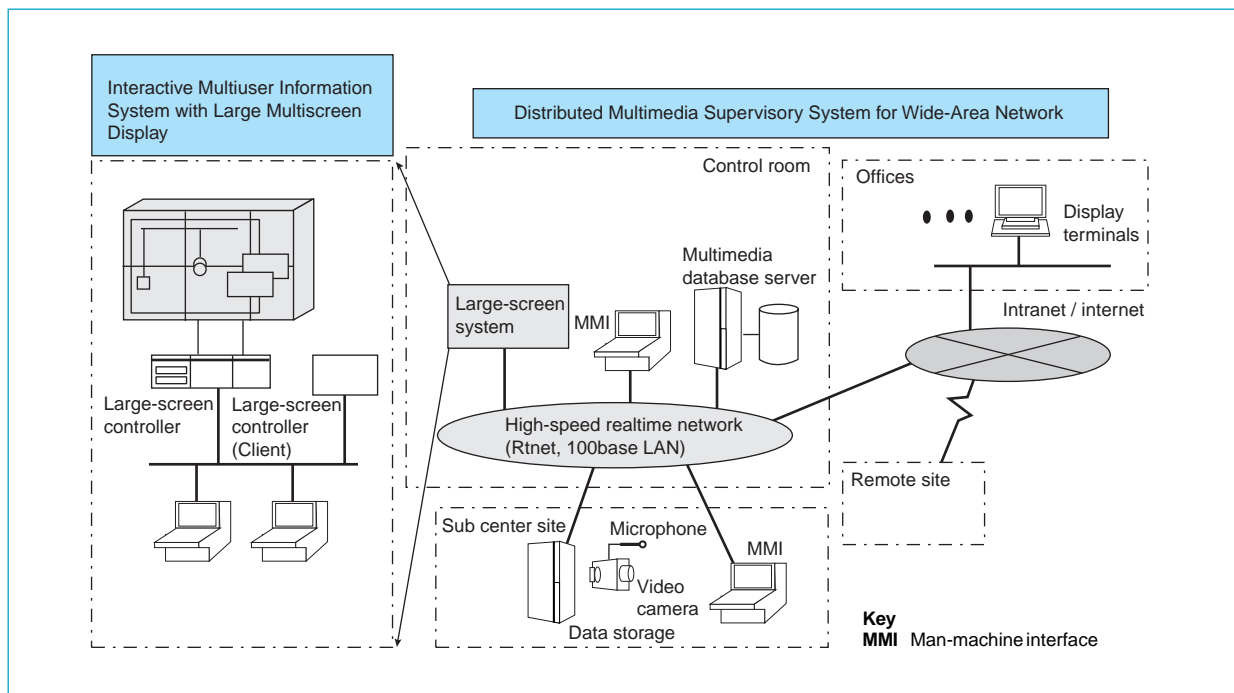 Interactive Multiuser Information
System with Large Multiscreen
Display
Distributed Multimedia Supervisory System for Wide-Area Network
Control room
Offices
Display
terminals
Multimedia
database server
Large-screen
system
MMI
Intranet / internet
Large-screen
controller
Large-screen
controller
(Client)
High-speed realtime network
(Rtnet, 100base LAN)
Remote site
Sub center site
Microphone
MMI
Video
camera
Data storage
Key
MMI Man-machine interface